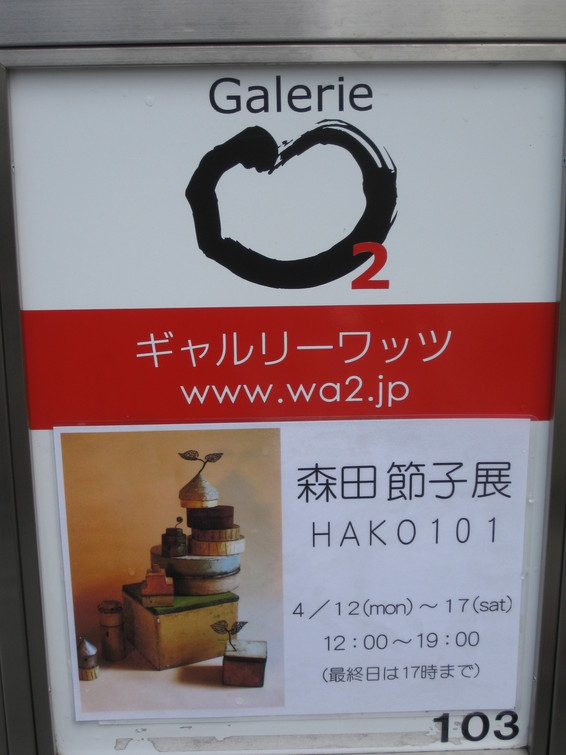 Galerie
2
ギャルリーワッツ
www.wa2.jp
森田節子展
HAKO101
4／12(mon)～17(sat)
12：00～19：00
(最終日は17時まで)
103